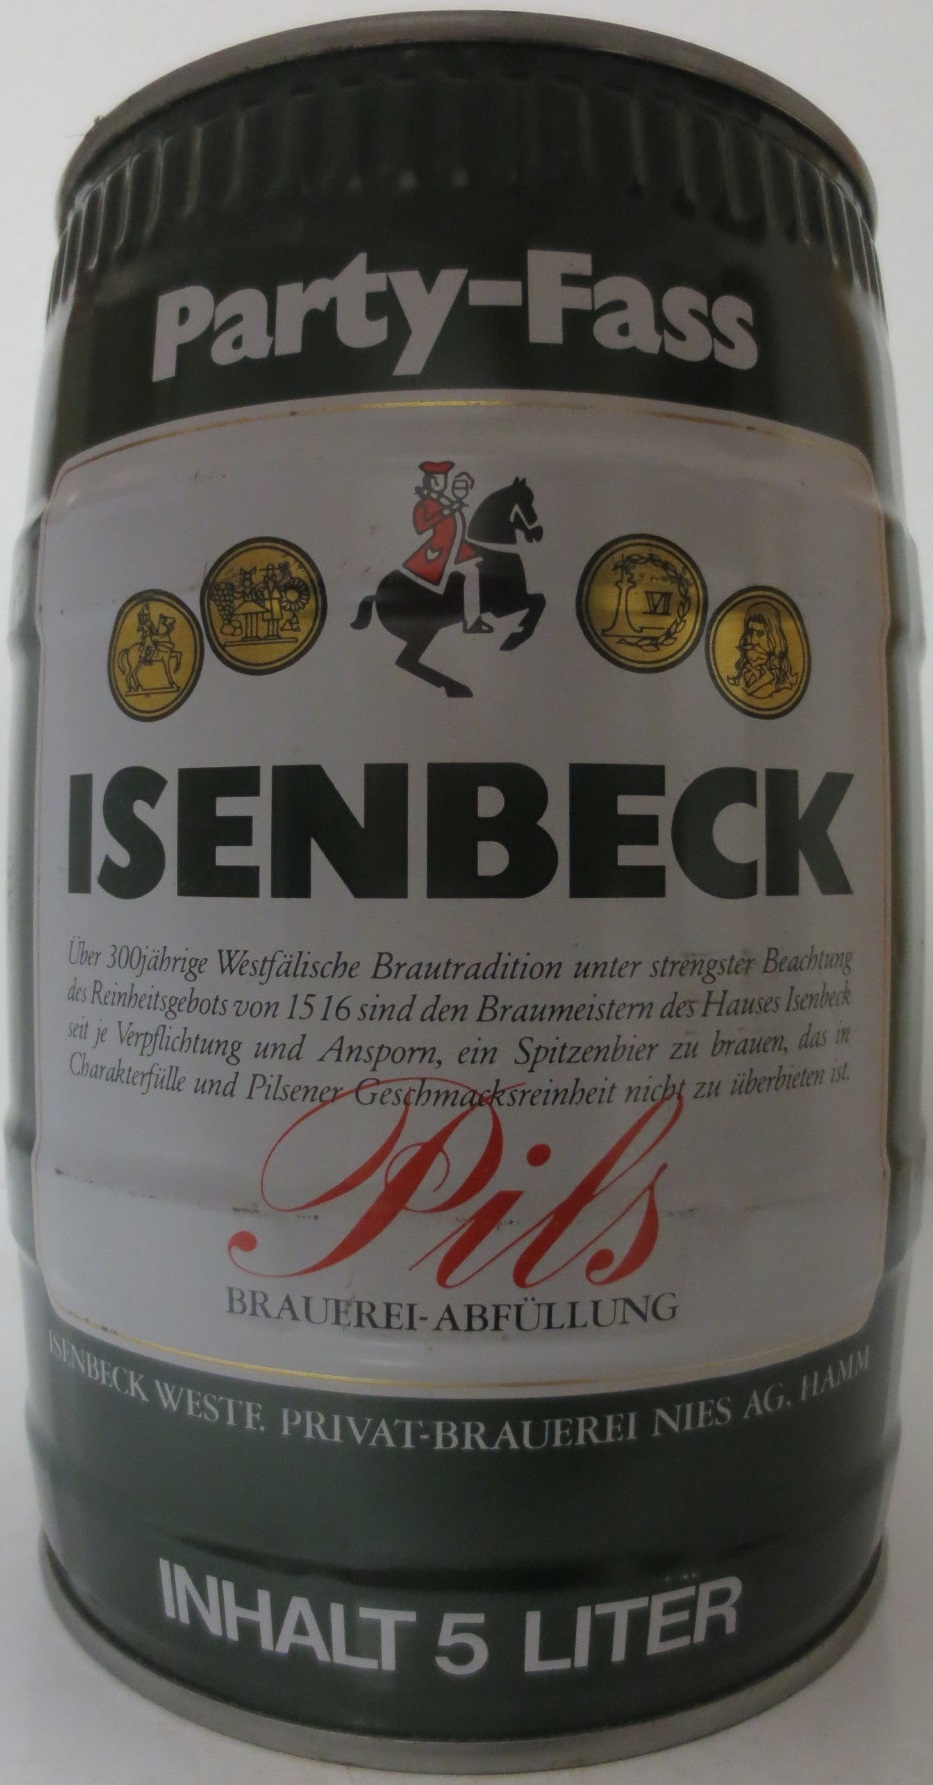 Party-Fass
VI
ISENBECK
Über 300jährige Westfälische Brautradition unter strengster Beachtung
des Reinheitsgebots von 1516 sind den Braumeistern des Hauses Isenbeck
seit je Verpflichtung und Ansporn, ein Spitzenbier zu brauen, das in
Charakterfülle und Pilsener Geschmacksreinheit nicht zu überbieten ist.
Pils
BRAUEREI-ABFÜLLUNG
ISENBECK WESTF. PRIVAT-BRAUEREI NIES AG, HAMM
INHALT 5 LITER